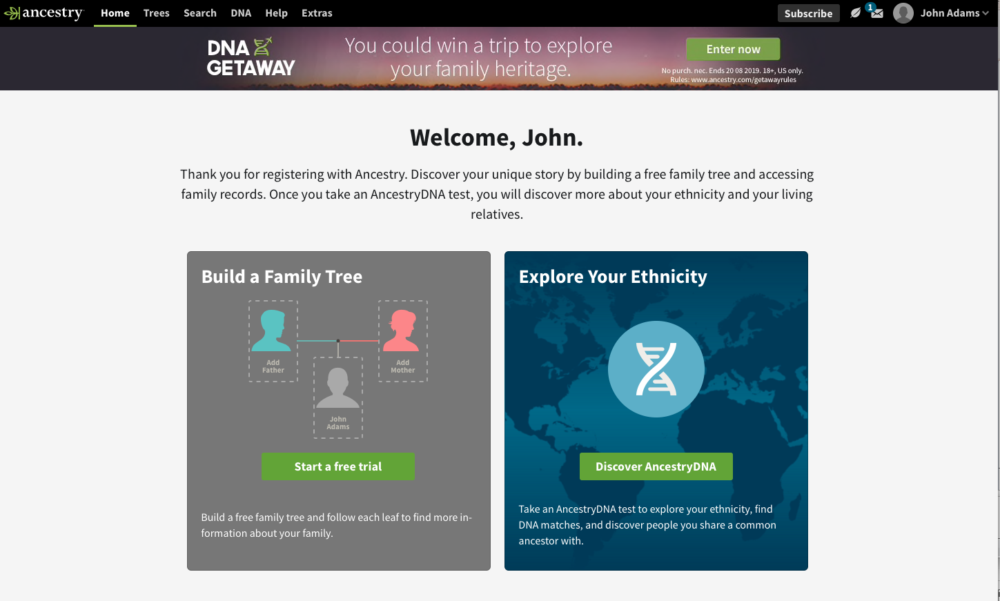 ancestry
Home Trees Search DNA Help Extras
Subscribe
1
John Adams
DNA
GETAWAY
You could win a trip to explore
your family heritage.
Enter now
No purch. nec. Ends 20 08 2019. 18+, US only.
Rules: www.ancestry.com/getawayrules
Welcome, John.
Thank you for registering with Ancestry. Discover your unique story by building a free family tree and accessing
family records. Once you take an AncestryDNA test, you will discover more about your ethnicity and your living
relatives.
Build a Family Tree
Add
Father
Add
Mother
John
Adams
Start a free trial
Build a free family tree and follow each leaf to find more in-
formation about your family.
Explore Your Ethnicity
Discover AncestryDNA
Take an AncestryDNA test to explore your ethnicity, find
DNA matches, and discover people you share a common
ancestor with.